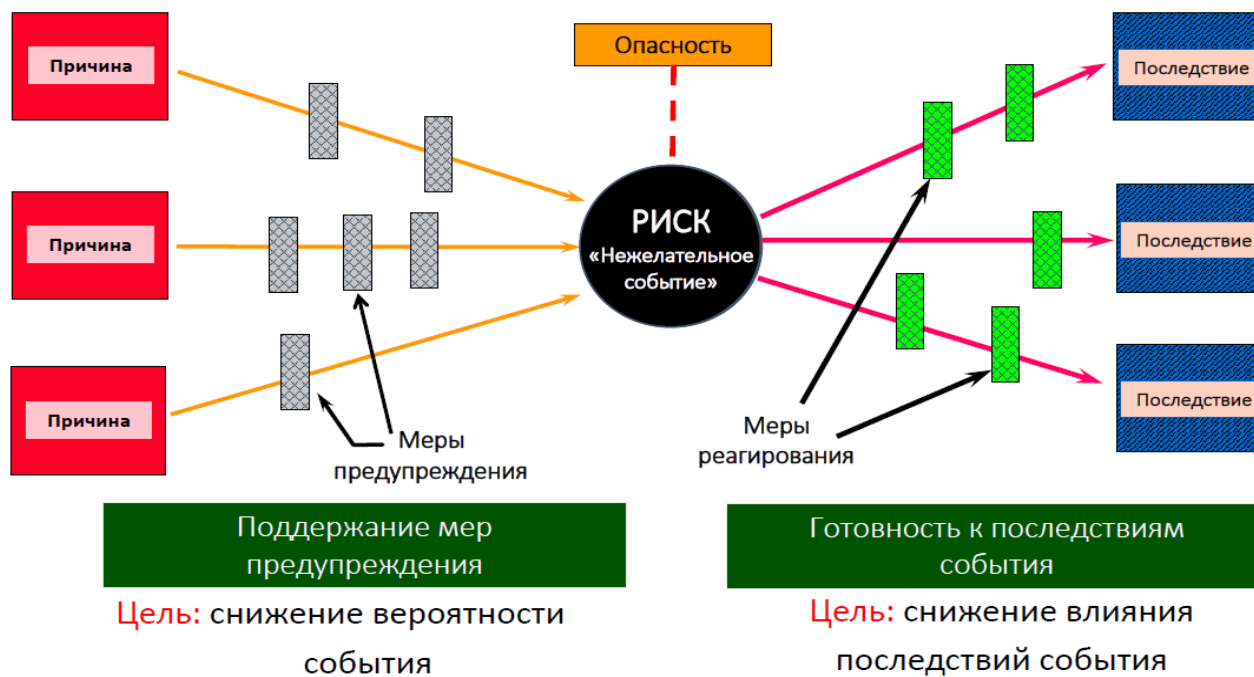 Причина
Опасность
Последствие
Причина
РИСК
«Нежелательное
событие»
Последствие
Причина
Последствие
Меры
предупреждения
Меры
реагирования
Поддержание мер
предупреждения
Готовность к последствиям
события
Цель: снижение вероятности
события
Цель: снижение влияния
последствий события